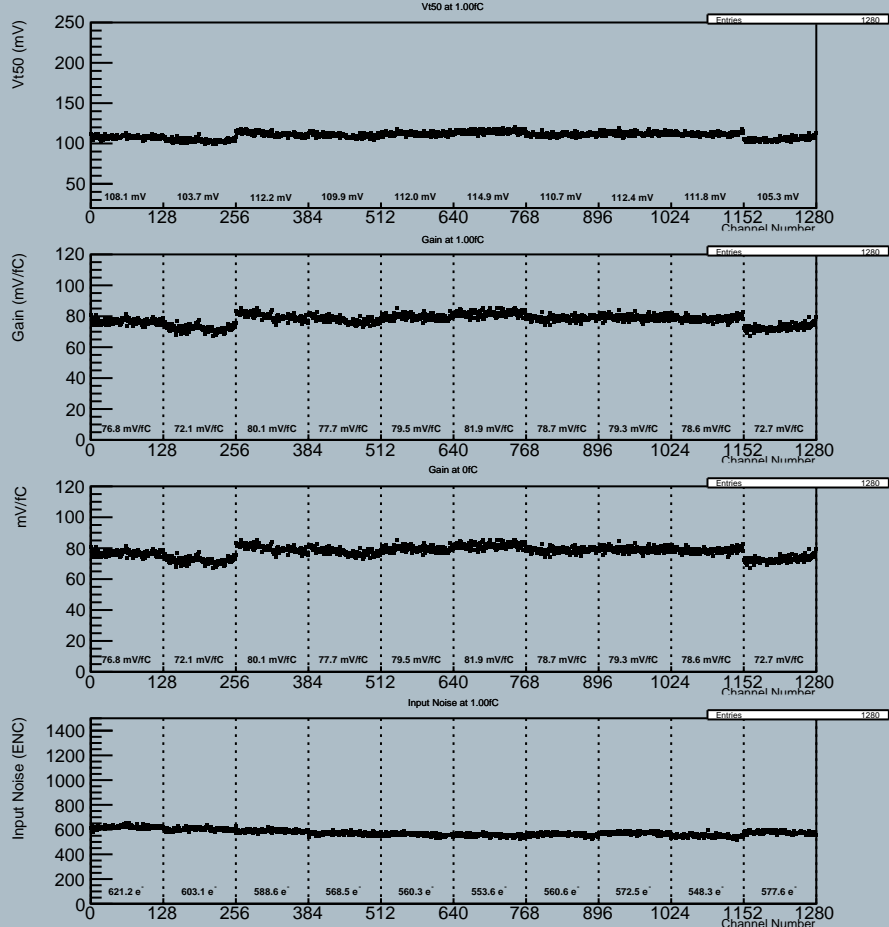 Vt50 at 1.00fC
Entries 1280
Vt50 (mV)
250
200
150
100
50
108.1 mV 103.7 mV 112.2 mV 109.9 mV 112.0 mV 114.9 mV 110.7 mV 112.4 mV 111.8 mV 105.3 mV
0 128 256 384 512 640 768 896 1024 1152 1280
Channel Number
Gain at 1.00fC
Entries 1280
Gain (mV/fC)
120
100
80
60
40
20
0
76.8 mV/fC 72.1 mV/fC 80.1 mV/fC 77.7 mV/fC 79.5 mV/fC 81.9 mV/fC 78.7 mV/fC 79.3 mV/fC 78.6 mV/fC 72.7 mV/fC
0 128 256 384 512 640 768 896 1024 1152 1280
Channel Number
Gain at 0fC
Entries 1280
mV/fC
120
100
80
60
40
20
0
76.8 mV/fC 72.1 mV/fC 80.1 mV/fC 77.7 mV/fC 79.5 mV/fC 81.9 mV/fC 78.7 mV/fC 79.3 mV/fC 78.6 mV/fC 72.7 mV/fC
0 128 256 384 512 640 768 896 1024 1152 1280
Channel Number
Input Noise at 1.00fC
Entries 1280
Input Noise (ENC)
1400
1200
1000
800
600
400
200
0
621.2 e⁻ 603.1 e⁻ 588.6 e⁻ 568.5 e⁻ 560.3 e⁻ 553.6 e⁻ 560.6 e⁻ 572.5 e⁻ 548.3 e⁻ 577.6 e⁻
0 128 256 384 512 640 768 896 1024 1152 1280
Channel Number